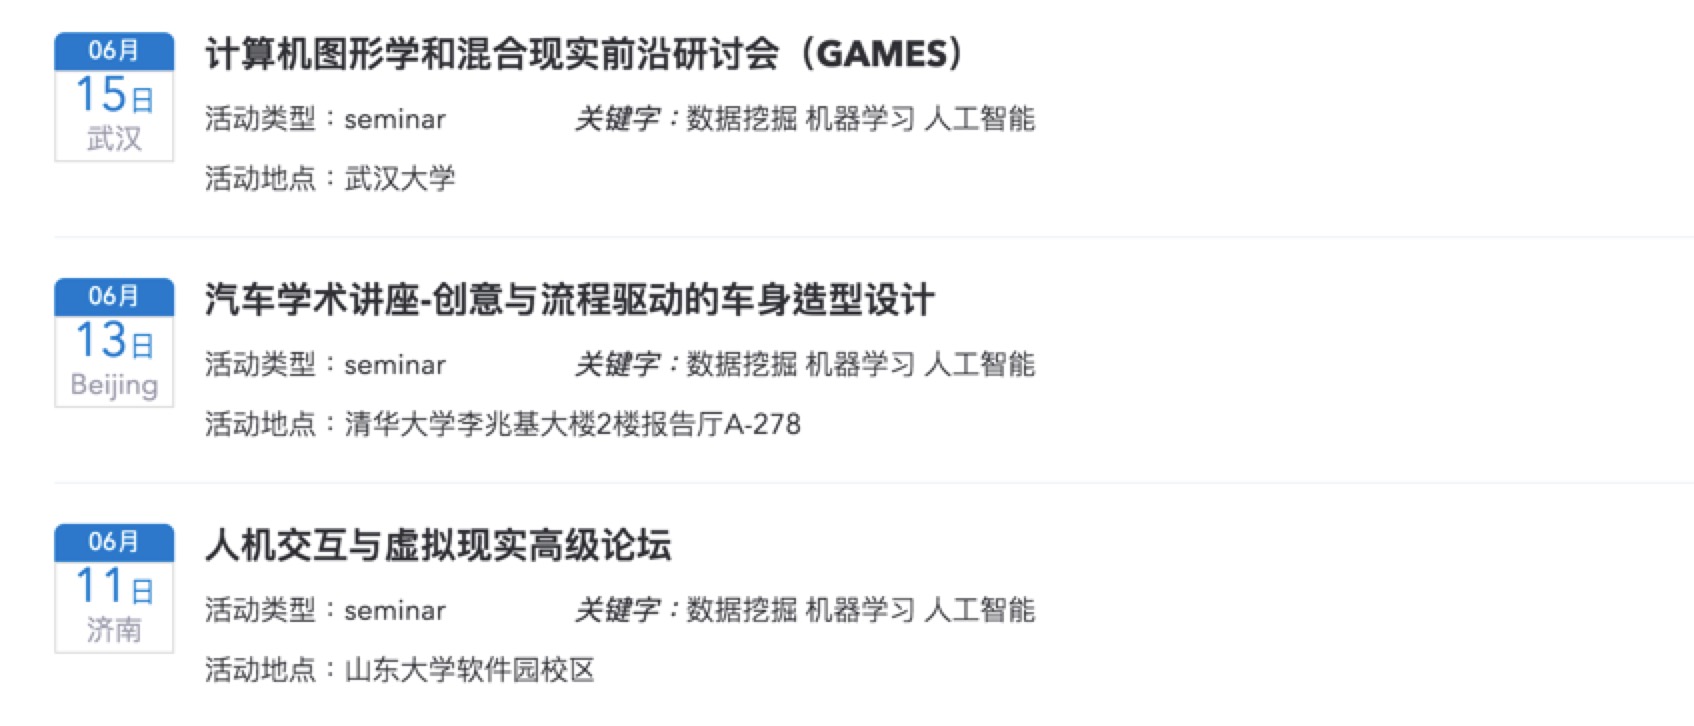 06月
15日
武汉
计算机图形学和混合现实前沿研讨会（GAMES）
活动类型：seminar 关键字：数据挖掘 机器学习 人工智能
活动地点：武汉大学
06月
13日
Beijing
汽车学术讲座-创意与流程驱动的车身造型设计
活动类型：seminar 关键字：数据挖掘 机器学习 人工智能
活动地点：清华大学李兆基大楼2楼报告厅A-278
06月
11日
济南
人机交互与虚拟现实高级论坛
活动类型：seminar 关键字：数据挖掘 机器学习 人工智能
活动地点：山东大学软件园校区